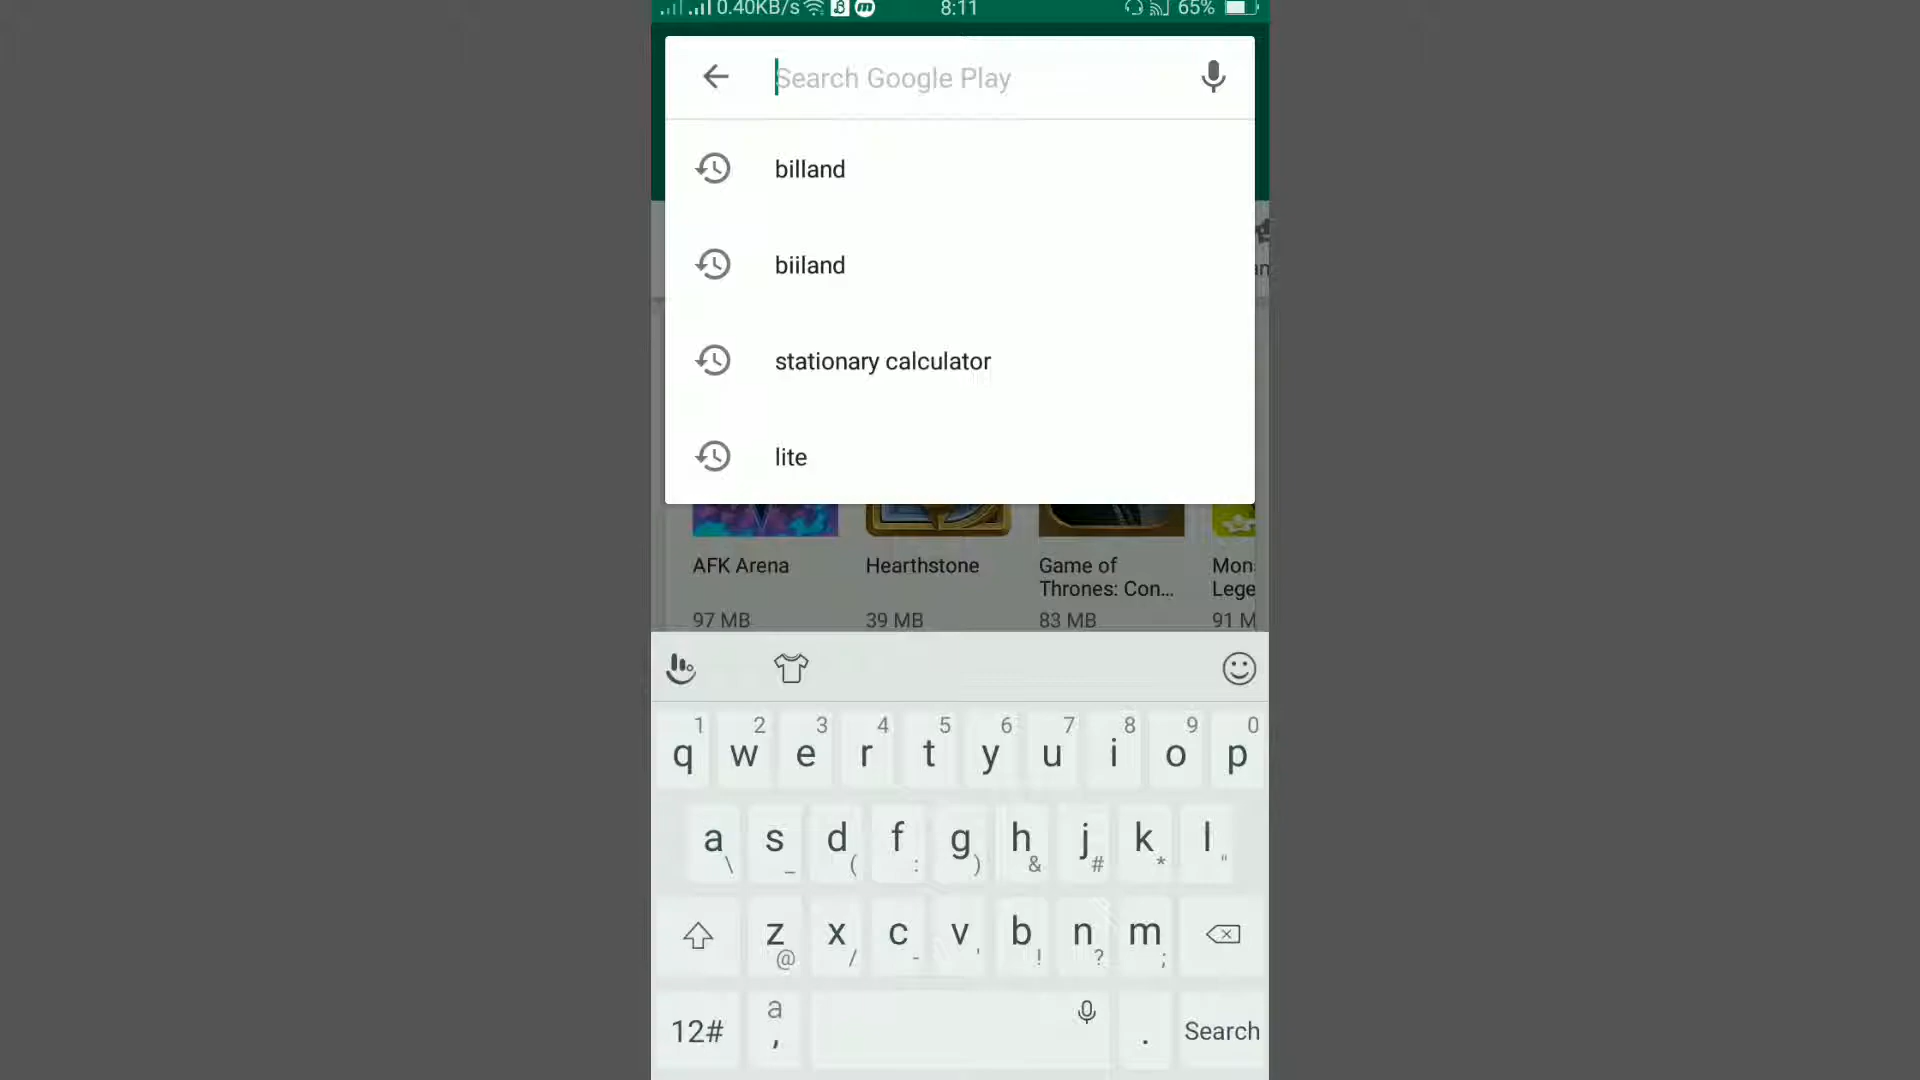 0.40KB/s 8:11 65%
Search Google Play
billand
biiland
stationary calculator
lite
AFK Arena Hearthstone Game of Mon
Thrones: Con... Lege
97 MB 39 MB 83 MB 91 M
1 2 3 4 5 6 7 8 9 0
q w e r t y u i o p
a s d f g h j k l
\ _ ( : ) & # * "
z x c v b n m
@ / - ' ! ? ;
12# a , . Search